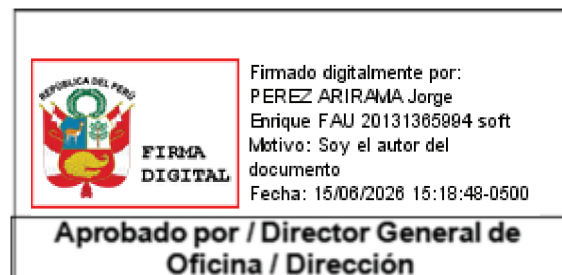 REPÚBLICA DEL PERÚ
FIRMA
DIGITAL
Firmado digitalmente por:
PEREZ ARIRAMA Jorge
Enrique FAU 20131365994 soft
Motivo: Soy el autor del
documento
Fecha: 15/06/2026 15:18:48-0500
Aprobado por / Director General de
Oficina / Dirección